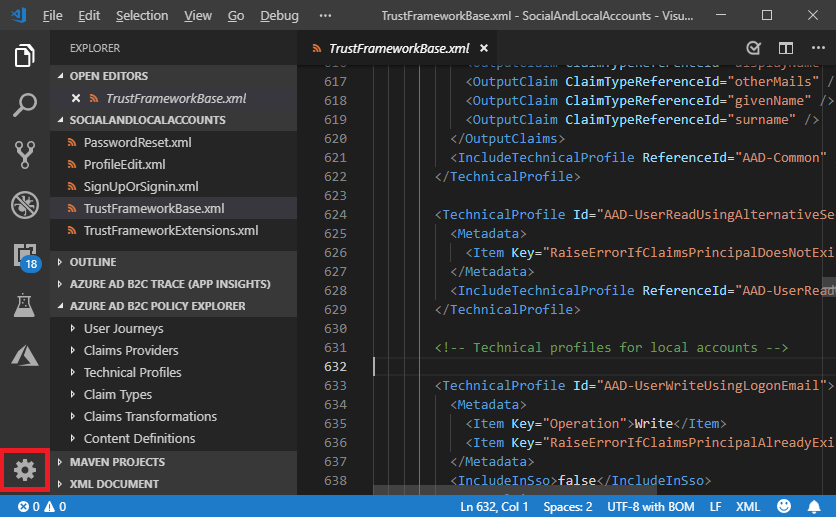 File Edit Selection View Go Debug ··· TrustFrameworkBase.xml - SocialAndLocalAccounts - Visu...
EXPLORER
OPEN EDITORS
TrustFrameworkBase.xml
SOCIALANDLOCALACCOUNTS
PasswordReset.xml
ProfileEdit.xml
SignUpOrSignin.xml
TrustFrameworkBase.xml
TrustFrameworkExtensions.xml
OUTLINE
AZURE AD B2C TRACE (APP INSIGHTS)
AZURE AD B2C POLICY EXPLORER
User Journeys
Claims Providers
Technical Profiles
Claim Types
Claims Transformations
Content Definitions
MAVEN PROJECTS
XML DOCUMENT
18
TrustFrameworkBase.xml
617 <OutputClaim ClaimTypeReferenceId="otherMails" /
618 <OutputClaim ClaimTypeReferenceId="givenName" />
619 <OutputClaim ClaimTypeReferenceId="surname" />
620 </OutputClaims>
621 <IncludeTechnicalProfile ReferenceId="AAD-Common"
622 </TechnicalProfile>
623
624 <TechnicalProfile Id="AAD-UserReadUsingAlternativeSe
625 <Metadata>
626 <Item Key="RaiseErrorIfClaimsPrincipalDoesNotExi
627 </Metadata>
628 <IncludeTechnicalProfile ReferenceId="AAD-UserRead
629 </TechnicalProfile>
630
631 <!-- Technical profiles for local accounts -->
632
633 <TechnicalProfile Id="AAD-UserWriteUsingLogonEmail">
634 <Metadata>
635 <Item Key="Operation">Write</Item>
636 <Item Key="RaiseErrorIfClaimsPrincipalAlreadyExi
637 </Metadata>
638 <IncludeInSso>false</IncludeInSso>
0 0 Ln 632, Col 1 Spaces: 2 UTF-8 with BOM LF XML